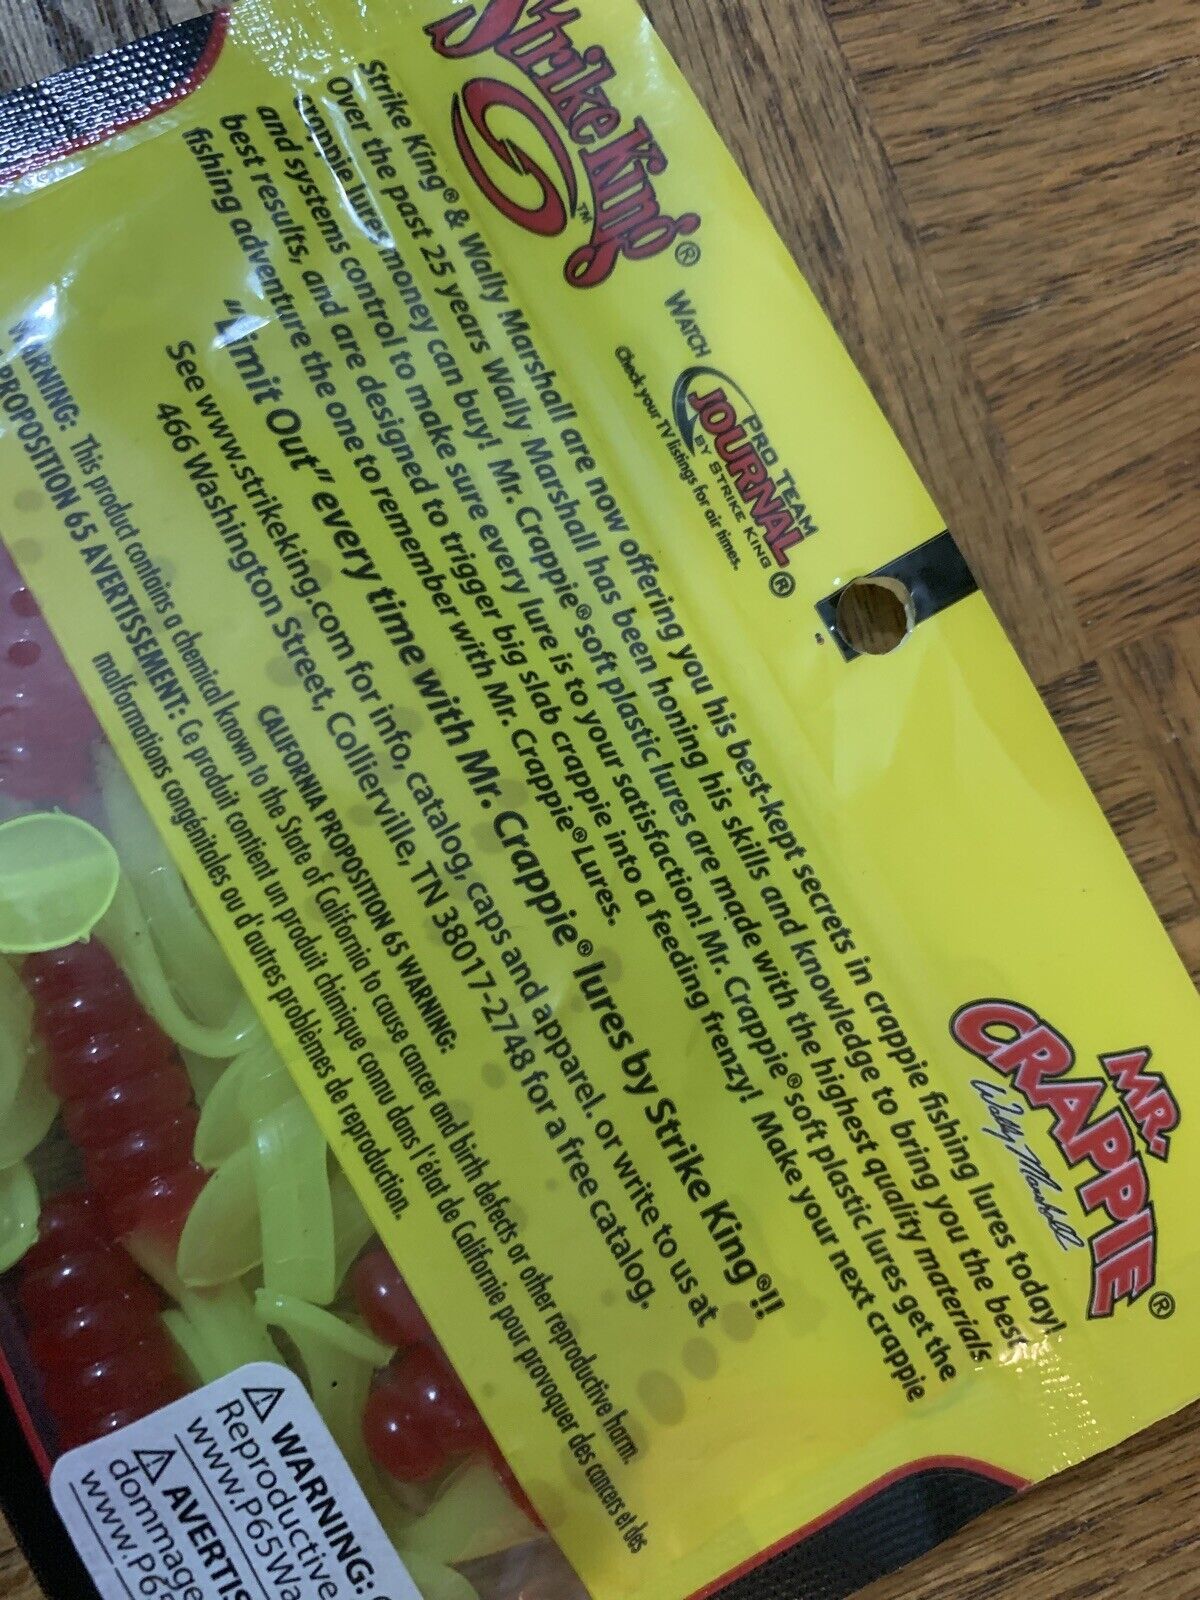 Strike King®
TM
WATCH
PRO TEAM
JOURNAL®
BY STRIKE KING
Check your TV listings for air times.
MR.
CRAPPIE®
Wally Marshall
Strike King® & Wally Marshall are now offering you his best-kept secrets in crappie fishing lures today!
Over the past 25 years Wally Marshall has been honing his skills and knowledge to bring you the best
crappie lures money can buy! Mr. Crappie® soft plastic lures are made with the highest quality materials
and systems control to make sure every lure is to your satisfaction! Mr. Crappie® soft plastic lures get the
best results, and are designed to trigger big slab crappie into a feeding frenzy! Make your next crappie
fishing adventure the one to remember with Mr. Crappie® Lures.
“Limit Out” every time with Mr. Crappie® lures by Strike King®!!
See www.strikeking.com for info, catalog, caps and apparel. or write to us at
466 Washington Street, Collierville, TN 38017-2748 for a free catalog.
CALIFORNIA PROPOSITION 65 WARNING:
WARNING: This product contains a chemical known to the State of California to cause cancer and birth defects or other reproductive harm.
PROPOSITION 65 AVERTISSEMENT: Ce produit contient un produit chimique connu dans l'état de Californie pour provoquer des cancers et des
malformations congénitales ou d'autres problèmes de reproduction.
⚠ WARNING:
Reproductive
www.P65Wa
⚠ AVERTIS
dommage
www.P65